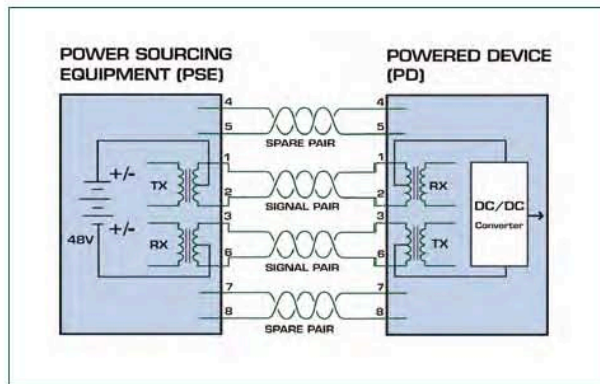 POWER SOURCING
EQUIPMENT (PSE)
POWERED DEVICE
(PD)
4
5
SPARE PAIR
4
5
+/-
TX
1
2
SIGNAL PAIR
1
2
RX
DC/DC
Converter
+/-
48V
RX
3
6
SIGNAL PAIR
3
6
TX
7
8
SPARE PAIR
7
8